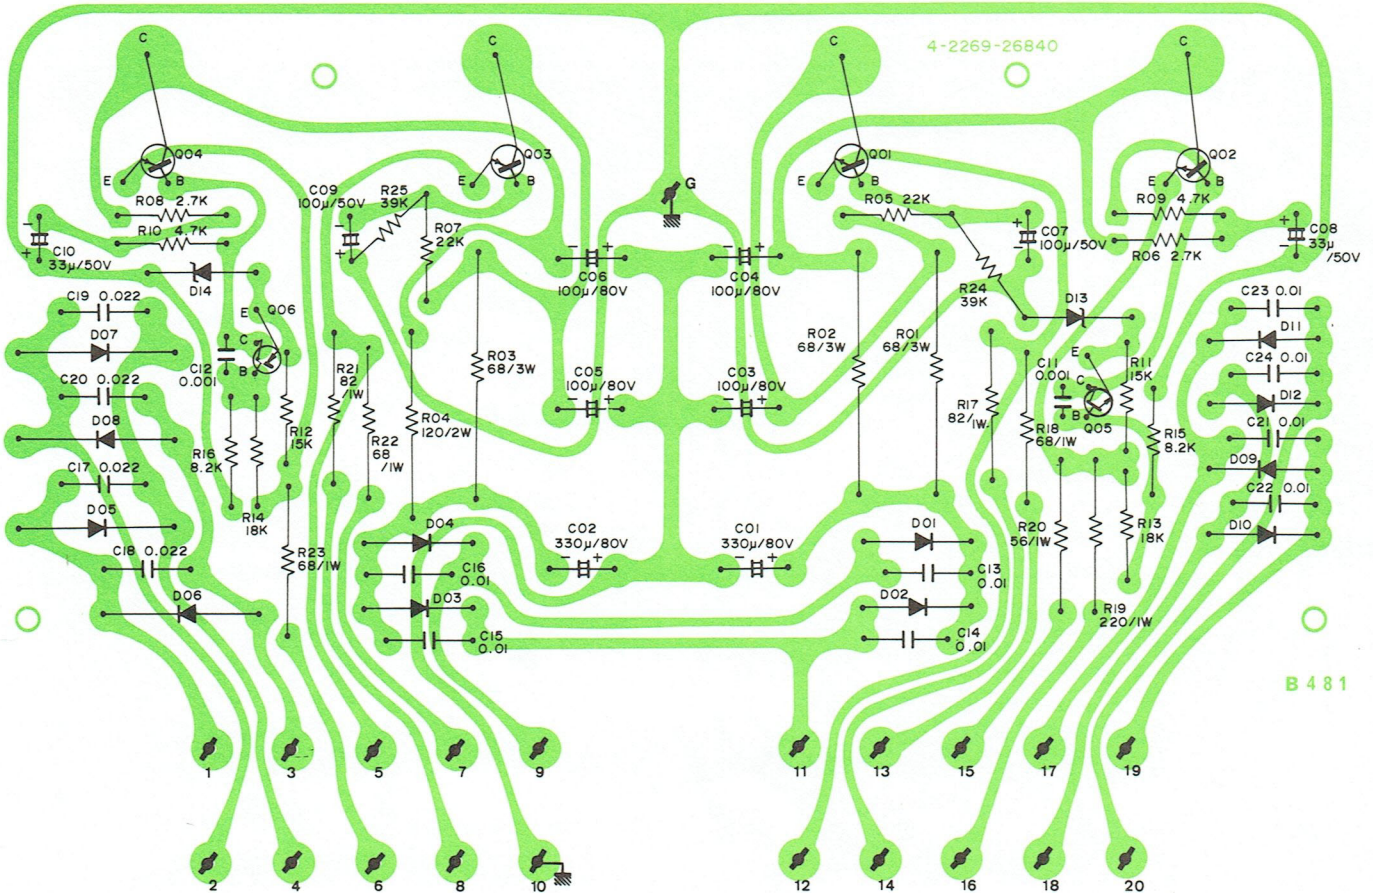 4-2269-26840
C
C
C
C
Q04
Q03
Q01
Q02
E
B
E
B
E
B
E
B
G
R08 2.7K
R10 4.7K
C09
100μ/50V
R25
39K
R07
22K
R05 22K
C07
100μ/50V
R09 4.7K
R06 2.7K
C08
33μ
/50V
C10
33μ/50V
D14
C06
100μ/80V
C04
100μ/80V
R24
39K
D13
C19 0.022
D07
C20 0.022
D08
C17 0.022
D05
C18 0.022
D06
E
Q06
C
B
C12
0.001
R16
8.2K
R14
18K
R12
15K
R23
68/1W
R21
82
/1W
R22
68
/1W
R04
120/2W
R03
68/3W
C05
100μ/80V
C03
100μ/80V
R02
68/3W
R01
68/3W
R17
82/1W
R18
68/1W
C11
0.001
E
C
B
Q05
R11
15K
R15
8.2K
C23 0.01
D11
C24 0.01
D12
C21 0.01
D09
C22 0.01
D10
R20
56/1W
R13
18K
R19
220/1W
D04
C16
0.01
D03
C15
0.01
C02
330μ/80V
C01
330μ/80V
D01
C13
0.01
D02
C14
0.01
B 481
1
3
5
7
9
11
13
15
17
19
2
4
6
8
10
12
14
16
18
20
- +
- +
- +
- +
- +
- +
-
+
-
+
+
-
+
-